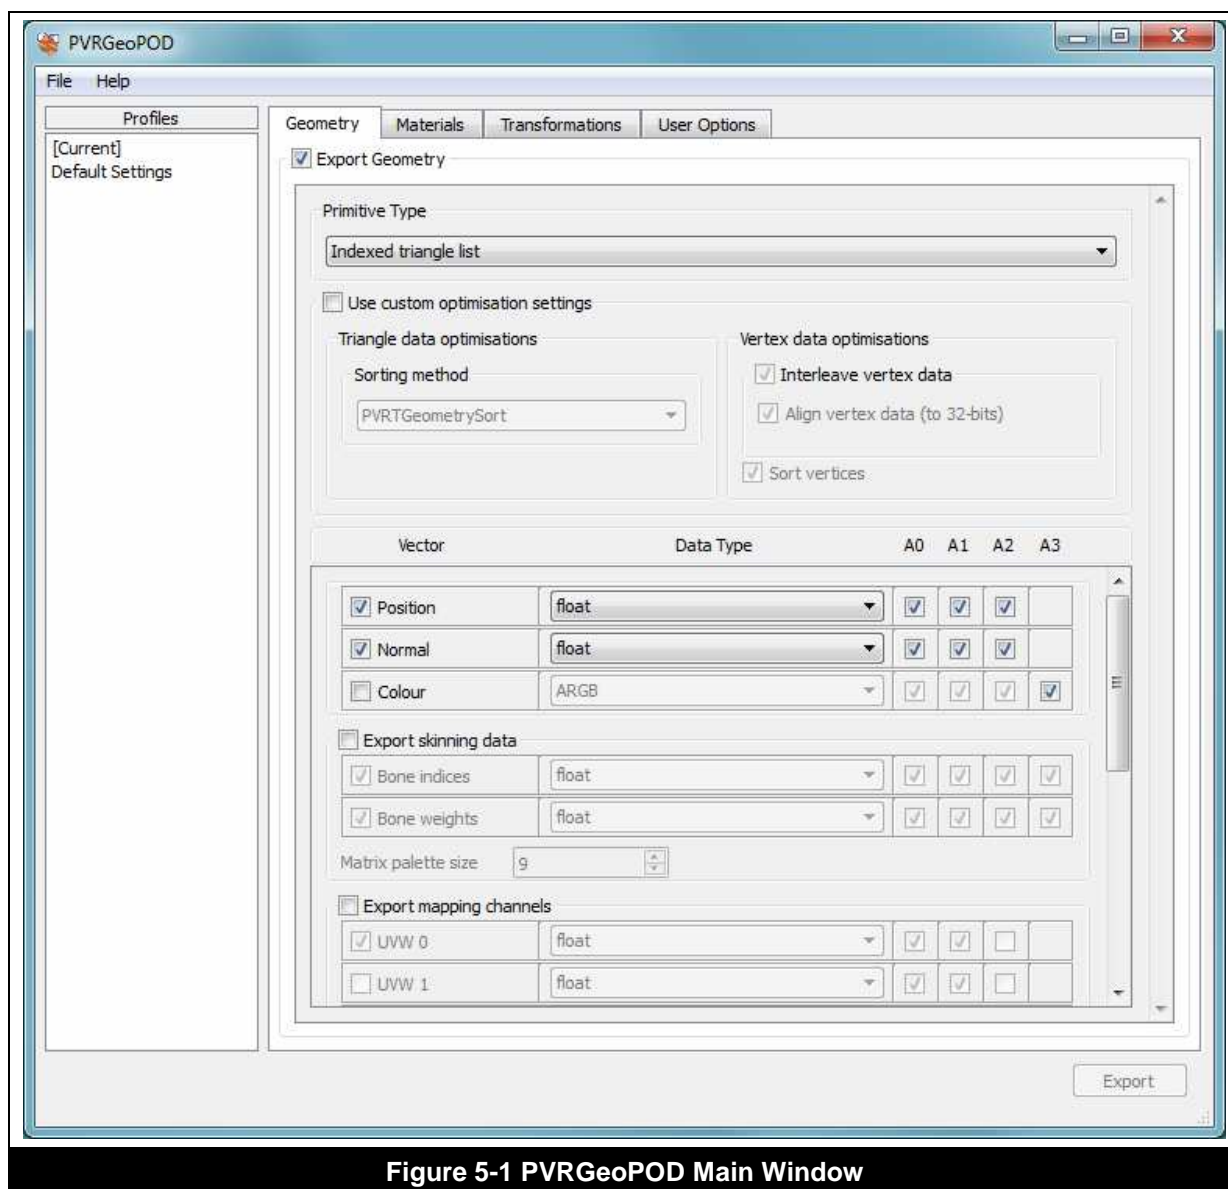 PVRGeoPOD
File Help
Profiles
[Current]
Default Settings
Geometry Materials Transformations User Options
Export Geometry
Primitive Type
Indexed triangle list
Use custom optimisation settings
Triangle data optimisations
Sorting method
PVRTGeometrySort
Vertex data optimisations
Interleave vertex data
Align vertex data (to 32-bits)
Sort vertices
Vector Data Type A0 A1 A2 A3
Position float
Normal float
Colour ARGB
Export skinning data
Bone indices float
Bone weights float
Matrix palette size 9
Export mapping channels
UVW 0 float
UVW 1 float
Export
Figure 5-1 PVRGeoPOD Main Window